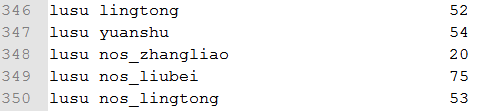 346 lusu lingtong 52
347 lusu yuanshu 54
348 lusu nos_zhangliao 20
349 lusu nos_liubei 75
350 lusu nos_lingtong 53